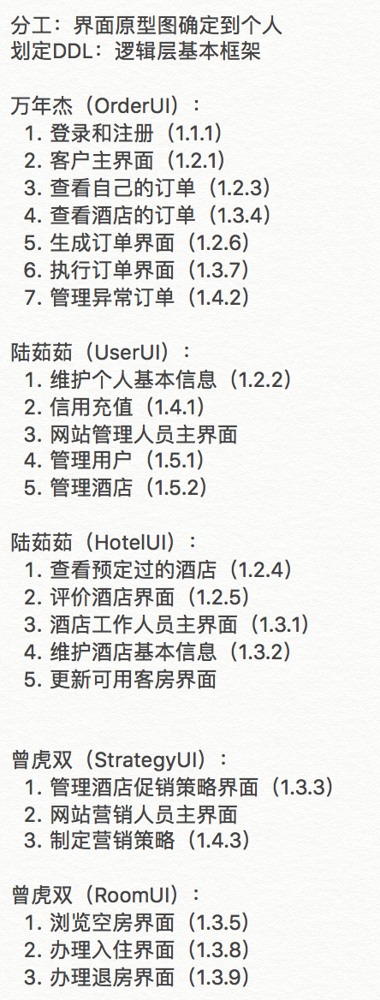 分工：界面原型图确定到个人
划定DDL：逻辑层基本框架
万年杰（OrderUI）：
1. 登录和注册（1.1.1）
2. 客户主界面（1.2.1）
3. 查看自己的订单（1.2.3）
4. 查看酒店的订单（1.3.4）
5. 生成订单界面（1.2.6）
6. 执行订单界面（1.3.7）
7. 管理异常订单（1.4.2）
陆茹茹（UserUI）：
1. 维护个人基本信息（1.2.2）
2. 信用充值（1.4.1）
3. 网站管理人员主界面
4. 管理用户（1.5.1）
5. 管理酒店（1.5.2）
陆茹茹（HotelUI）：
1. 查看预定过的酒店（1.2.4）
2. 评价酒店界面（1.2.5）
3. 酒店工作人员主界面（1.3.1）
4. 维护酒店基本信息（1.3.2）
5. 更新可用客房界面
曾虎双（StrategyUI）：
1. 管理酒店促销策略界面（1.3.3）
2. 网站营销人员主界面
3. 制定营销策略（1.4.3）
曾虎双（RoomUI）：
1. 浏览空房界面（1.3.5）
2. 办理入住界面（1.3.8）
3. 办理退房界面（1.3.9）